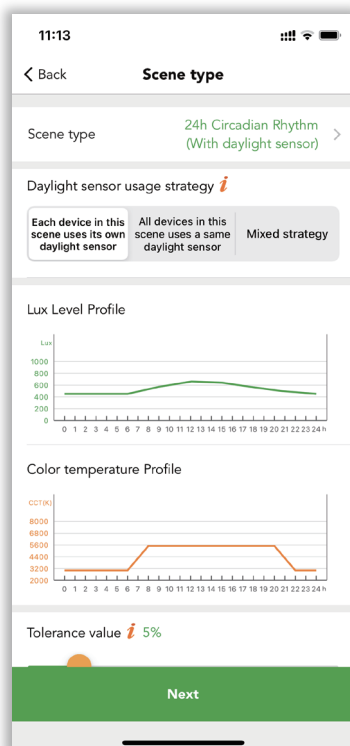 11:13
Back
Scene type
Scene type
24h Circadian Rhythm
(With daylight sensor)
Daylight sensor usage strategy i
Each device in this
scene uses its own
daylight sensor
All devices in this
scene uses a same
daylight sensor
Mixed strategy
Lux Level Profile
Lux
1000
800
600
400
200
0
0 1 2 3 4 5 6 7 8 9 10 11 12 13 14 15 16 17 18 19 20 21 22 23 24 h
Color temperature Profile
CCT(K)
8000
6800
5600
4400
3200
2000
0 1 2 3 4 5 6 7 8 9 10 11 12 13 14 15 16 17 18 19 20 21 22 23 24 h
Tolerance value i 5%
Next